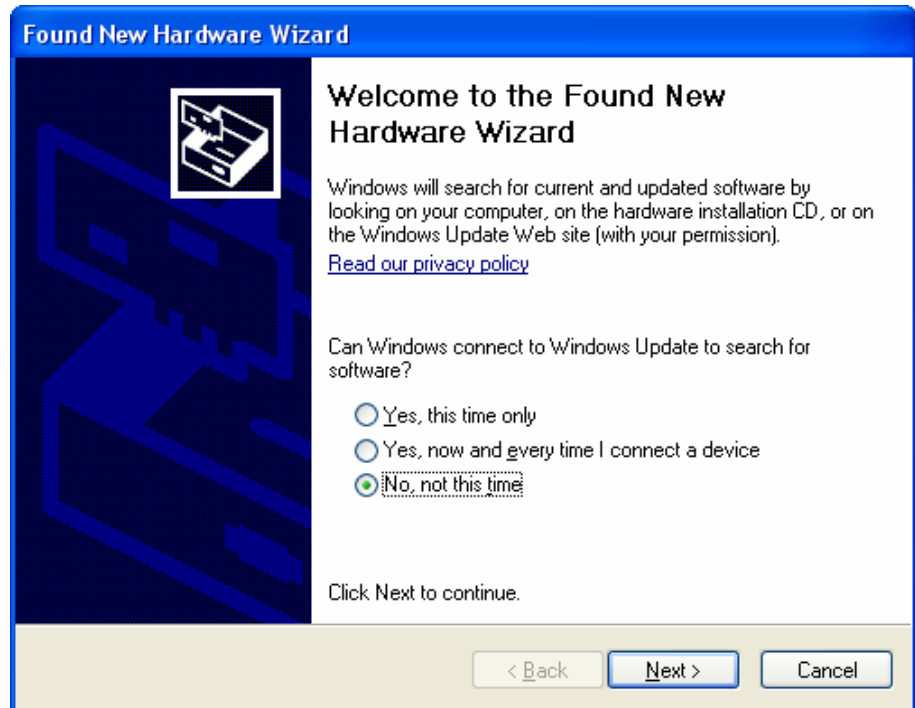 Found New Hardware Wizard
Welcome to the Found New
Hardware Wizard
Windows will search for current and updated software by
looking on your computer, on the hardware installation CD, or on
the Windows Update Web site (with your permission).
Read our privacy policy
Can Windows connect to Windows Update to search for
software?
Yes, this time only
Yes, now and every time I connect a device
No, not this time
Click Next to continue.
< Back
Next >
Cancel